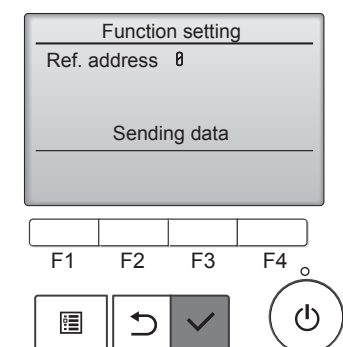 Function setting
Ref. address 0
Sending data
F1 F2 F3 F4